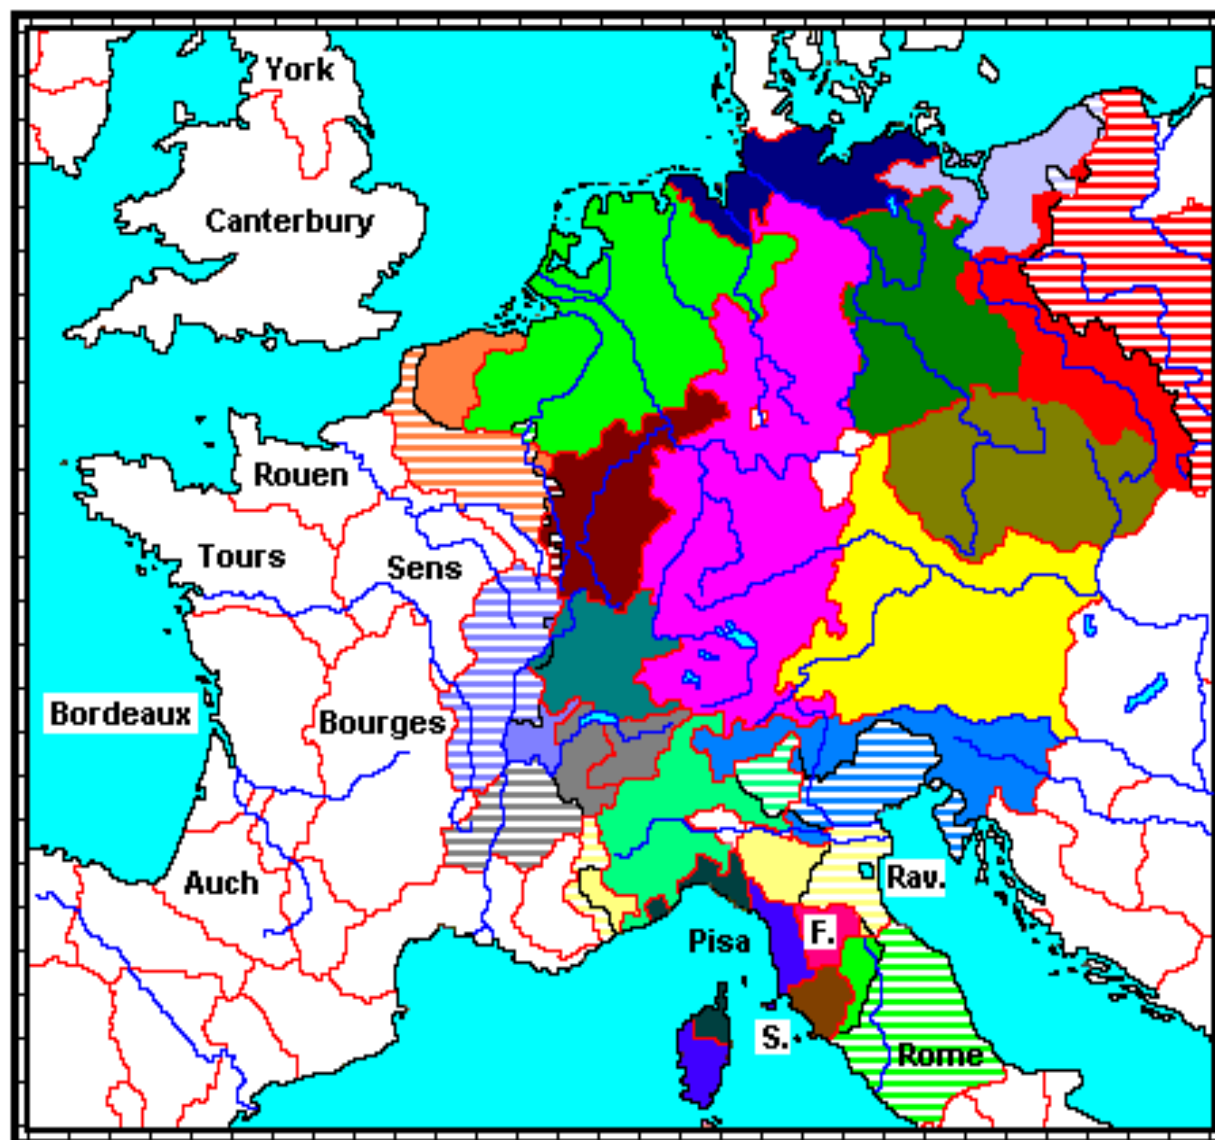 York
Canterbury
Rouen
Tours
Sens
Bordeaux
Bourges
Auch
Rav.
Pisa
F.
S.
Rome